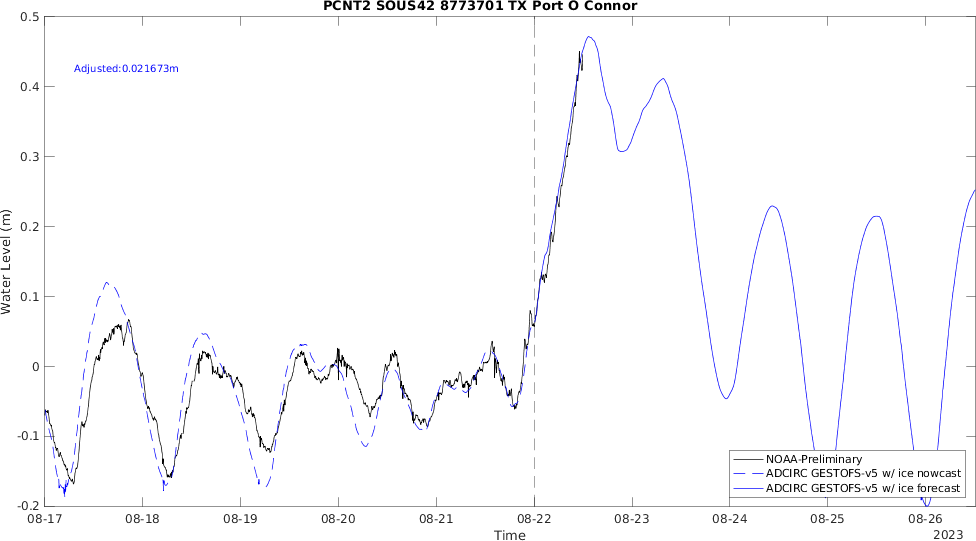 PCNT2 SOUS42 8773701 TX Port O Connor
Adjusted:0.021673m
Water Level (m)
0.5
0.4
0.3
0.2
0.1
0
-0.1
-0.2
NOAA-Preliminary
ADCIRC GESTOFS-v5 w/ ice nowcast
ADCIRC GESTOFS-v5 w/ ice forecast
08-17 08-18 08-19 08-20 08-21 08-22 08-23 08-24 08-25 08-26
Time
2023